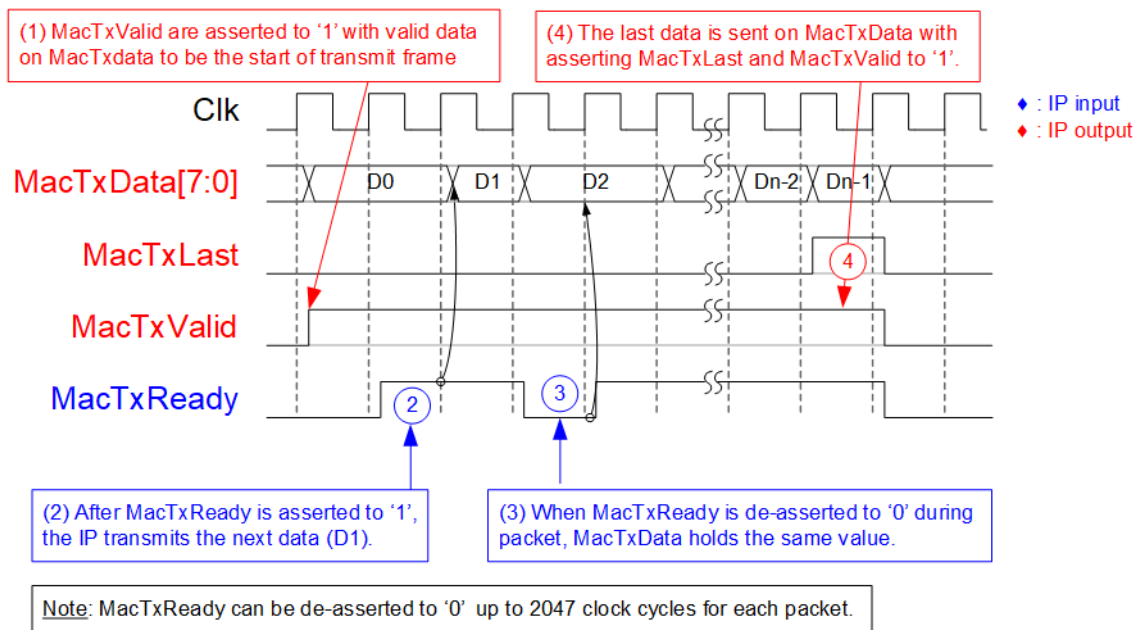 (1) MacTxValid are asserted to ‘1’ with valid data
on MacTxdata to be the start of transmit frame
(4) The last data is sent on MacTxData with
asserting MacTxLast and MacTxValid to ‘1’.
Clk
♦ : IP input
♦ : IP output
MacTxData[7:0]
D0
D1
D2
Dn-2
Dn-1
MacTxLast
4
MacTxValid
MacTxReady
2
3
(2) After MacTxReady is asserted to ‘1’,
the IP transmits the next data (D1).
(3) When MacTxReady is de-asserted to ‘0’ during
packet, MacTxData holds the same value.
Note: MacTxReady can be de-asserted to ‘0’ up to 2047 clock cycles for each packet.